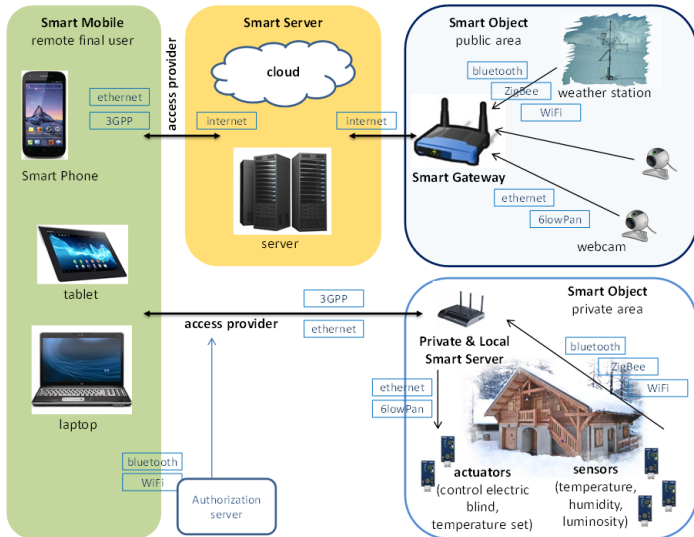 Smart Mobile
remote final user
ethernet
3GPP
Smart Phone
tablet
laptop
bluetooth
WiFi
access provider
Smart Server
cloud
internet
internet
server
Smart Object
public area
bluetooth
ZigBee
WiFi
weather station
Smart Gateway
ethernet
6lowPan
webcam
3GPP
access provider
ethernet
Authorization
server
Smart Object
private area
Private & Local
Smart Server
bluetooth
ZigBee
WiFi
ethernet
6lowPan
actuators
(control electric
blind,
temperature set)
sensors
(temperature,
humidity,
luminosity)